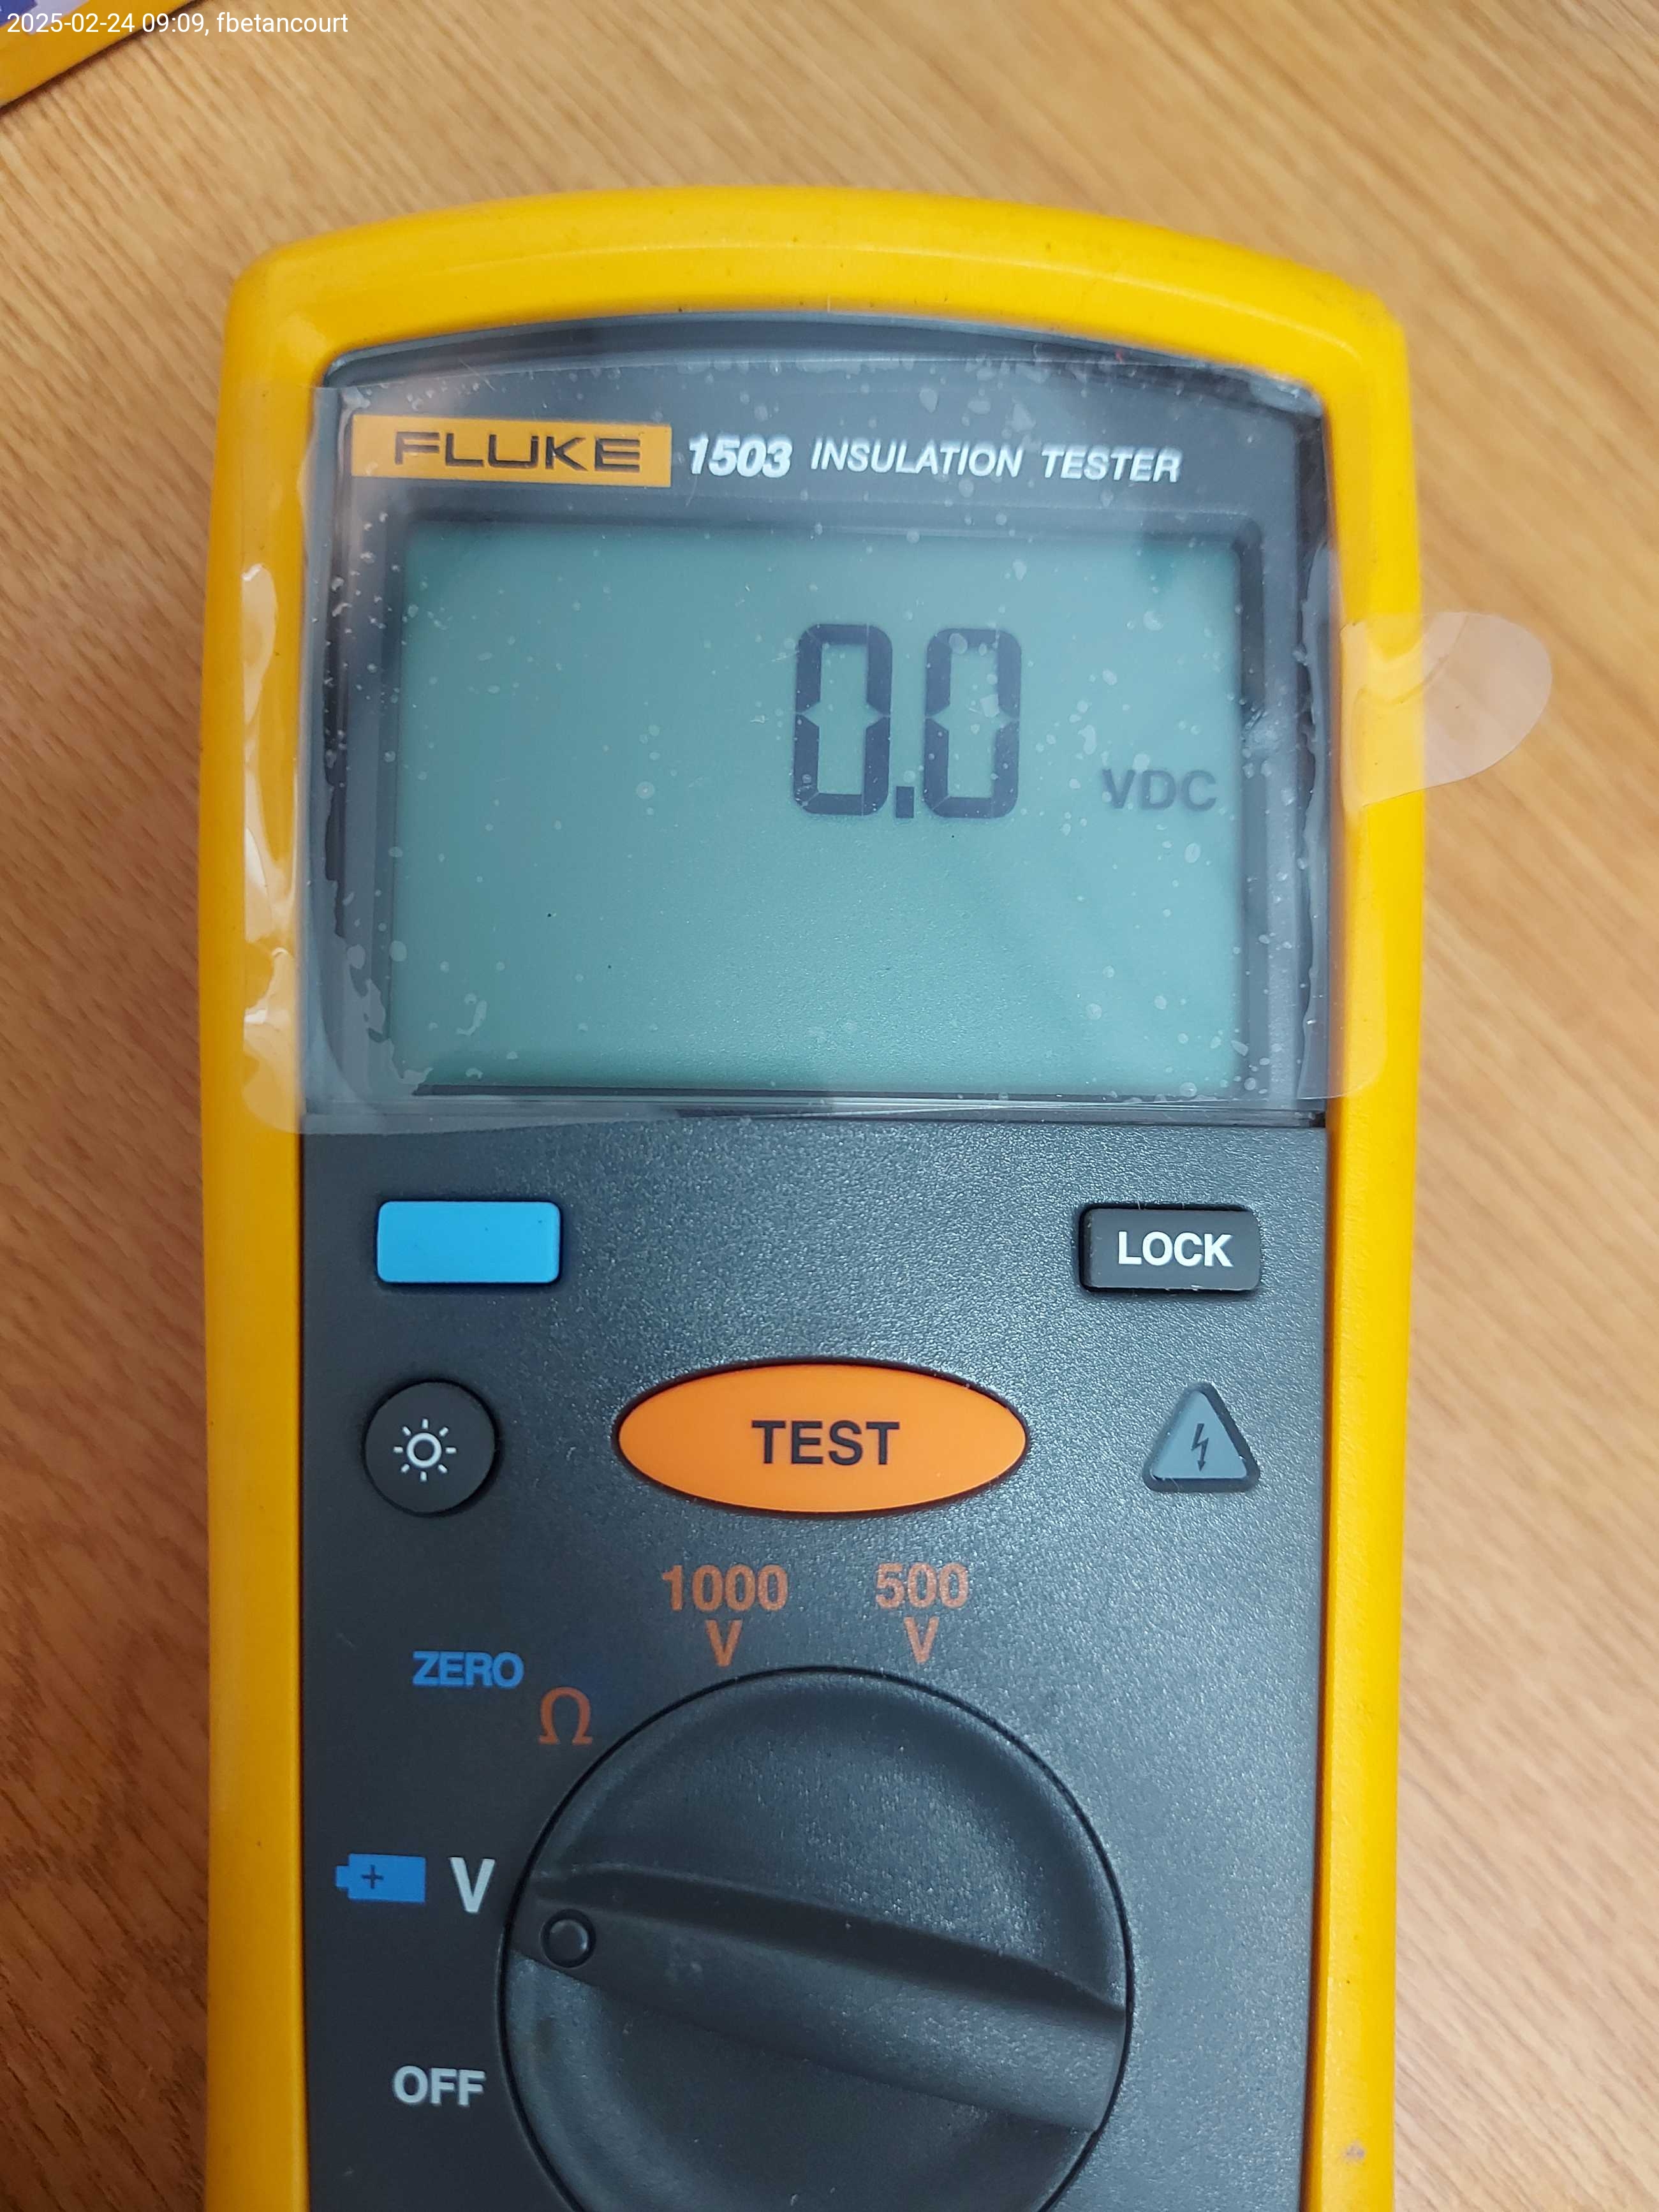 2025-02-24 09:09, fbetancourt
FLUKE 1503 INSULATION TESTER
0.0 VDC
LOCK
TEST
1000 V 500 V
ZERO Ω
V
OFF